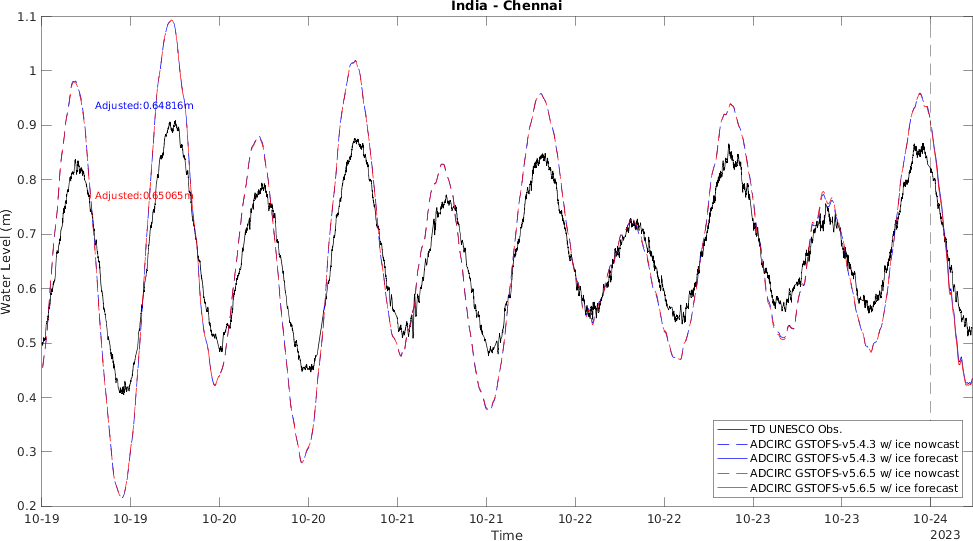 India - Chennai
1.1
1
0.9
0.8
0.7
0.6
0.5
0.4
0.3
0.2
Water Level (m)
Adjusted:0.64816m
Adjusted:0.65065m
TD UNESCO Obs.
ADCIRC GSTOFS-v5.4.3 w/ ice nowcast
ADCIRC GSTOFS-v5.4.3 w/ ice forecast
ADCIRC GSTOFS-v5.6.5 w/ ice nowcast
ADCIRC GSTOFS-v5.6.5 w/ ice forecast
10-19 10-19 10-20 10-20 10-21 10-21 10-22 10-22 10-23 10-23 10-24
2023
Time